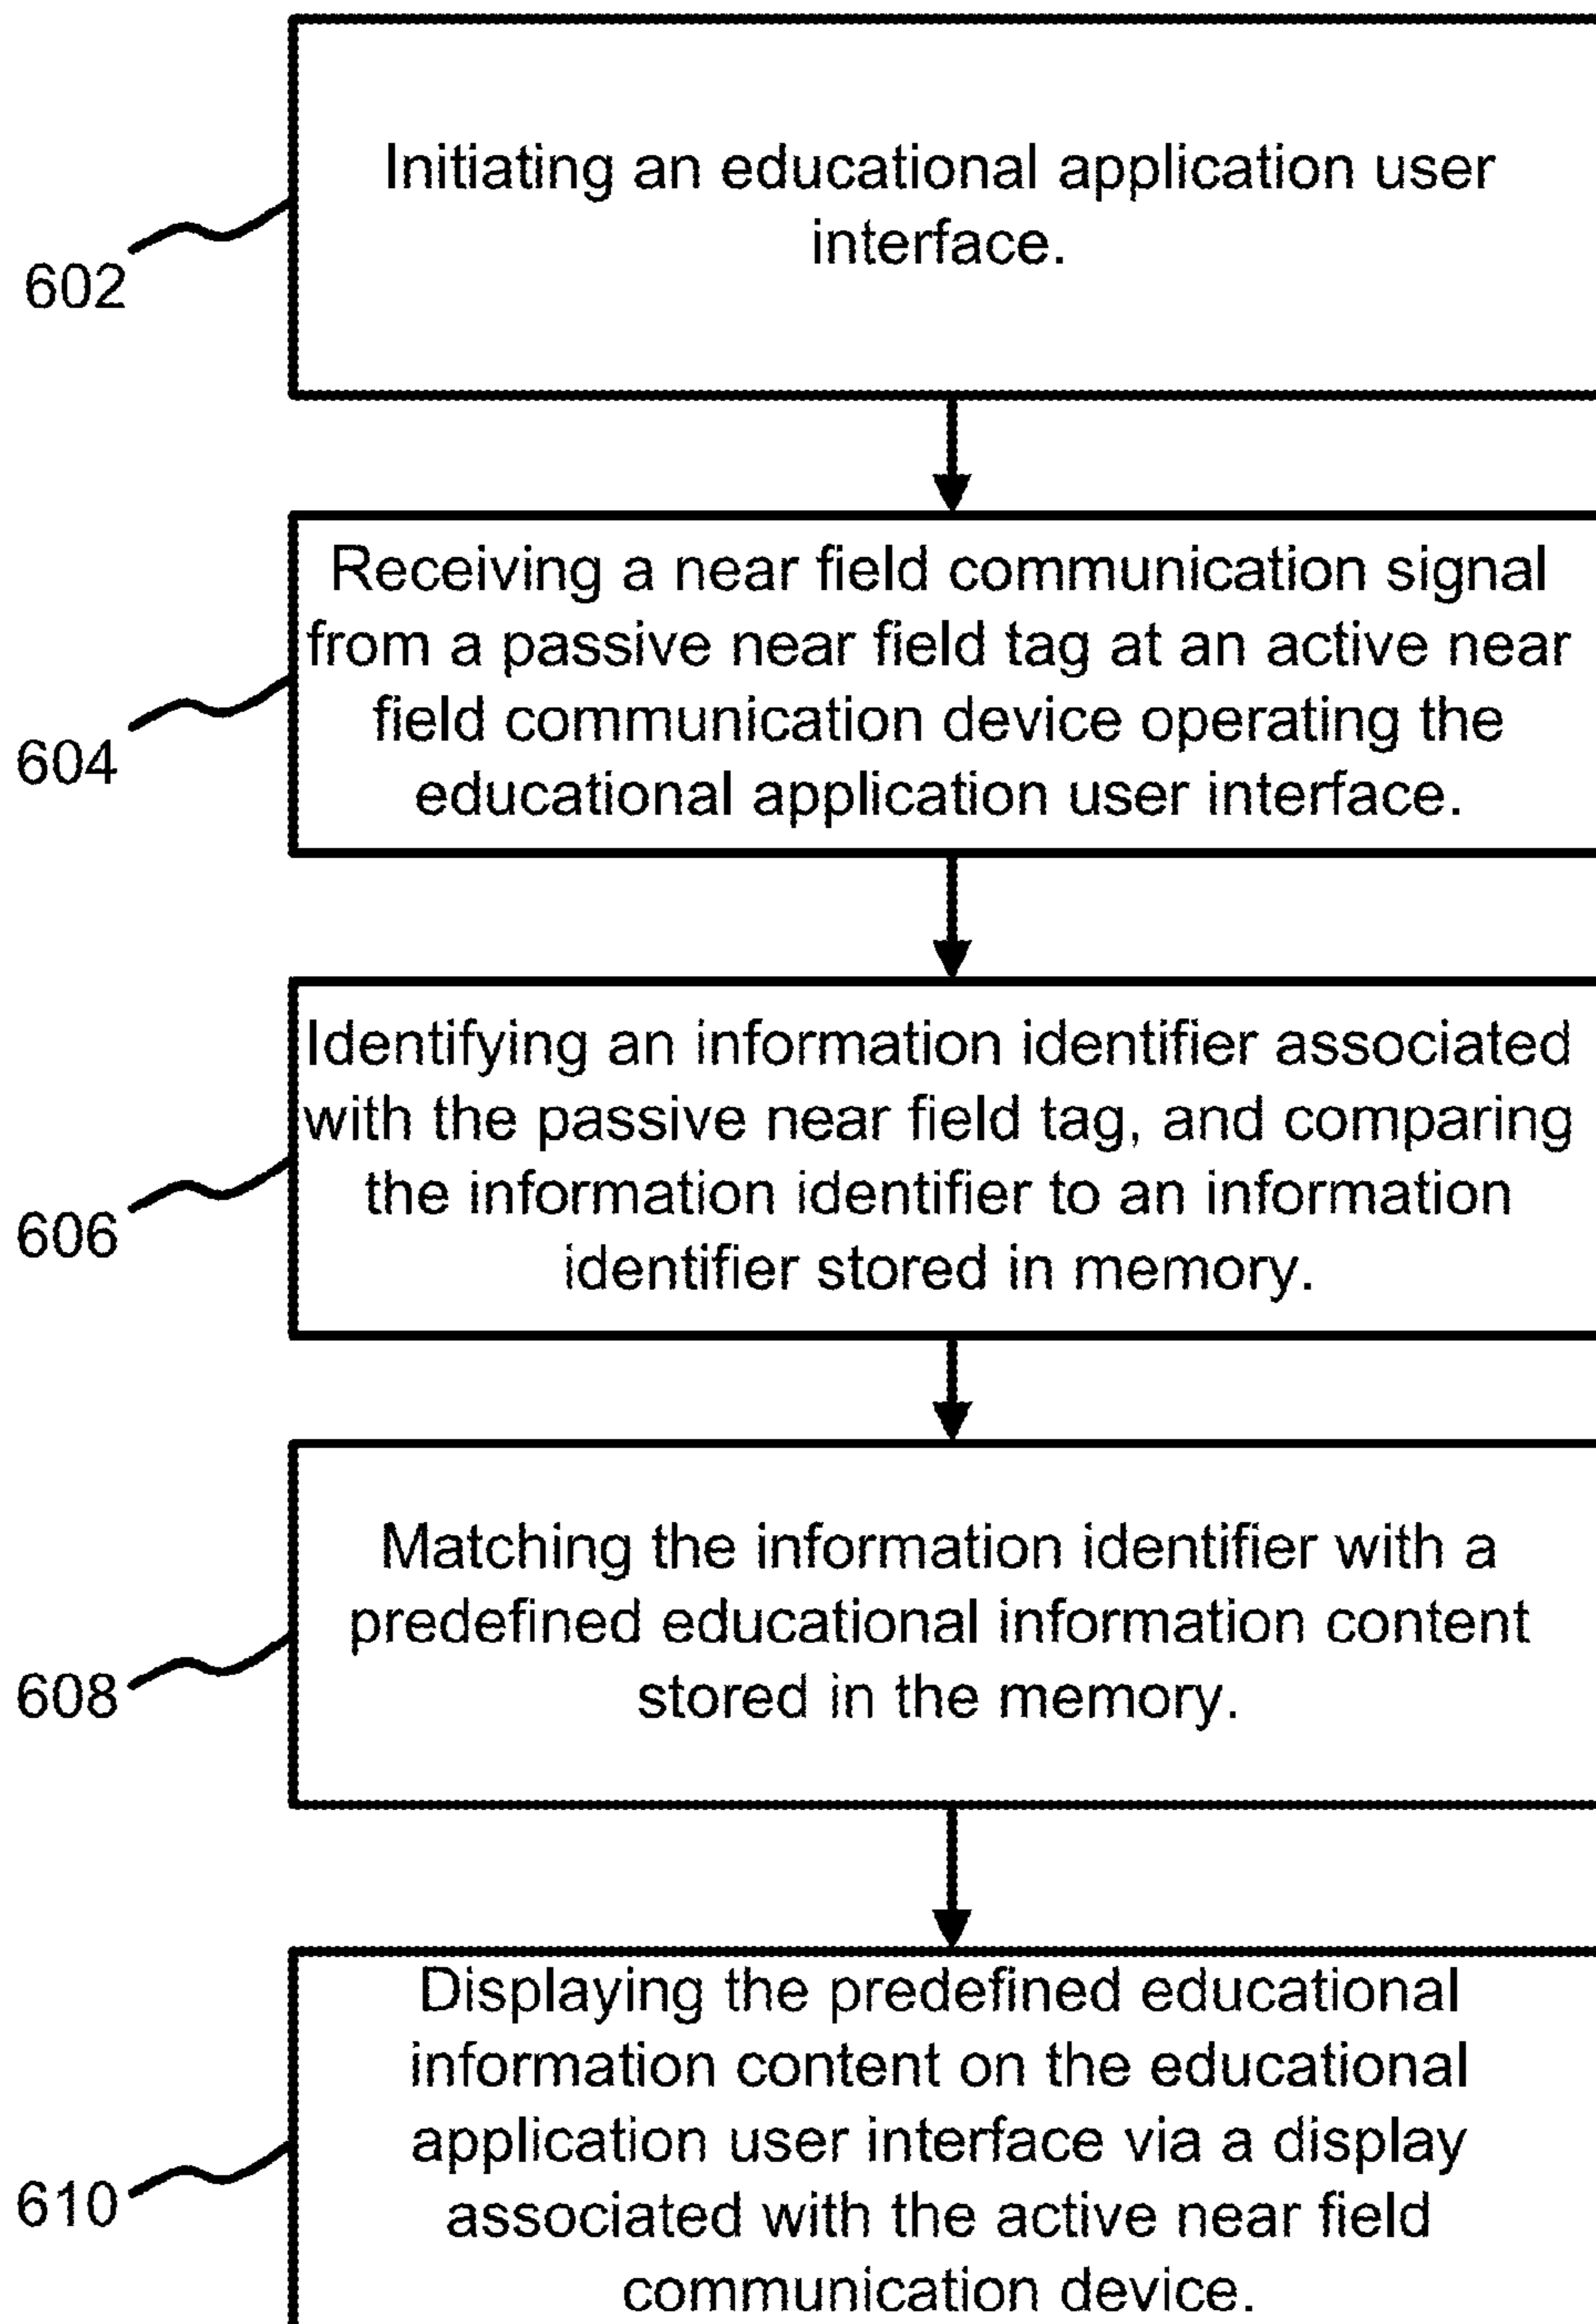 Initiating an educational application user
interface.
602
Receiving a near field communication signal
from a passive near field tag at an active near
field communication device operating the
educational application user interface.
604
Identifying an information identifier associated
with the passive near field tag, and comparing
the information identifier to an information
identifier stored in memory.
606
Matching the information identifier with a
predefined educational information content
stored in the memory.
608
Displaying the predefined educational
information content on the educational
application user interface via a display
associated with the active near field
communication device.
610